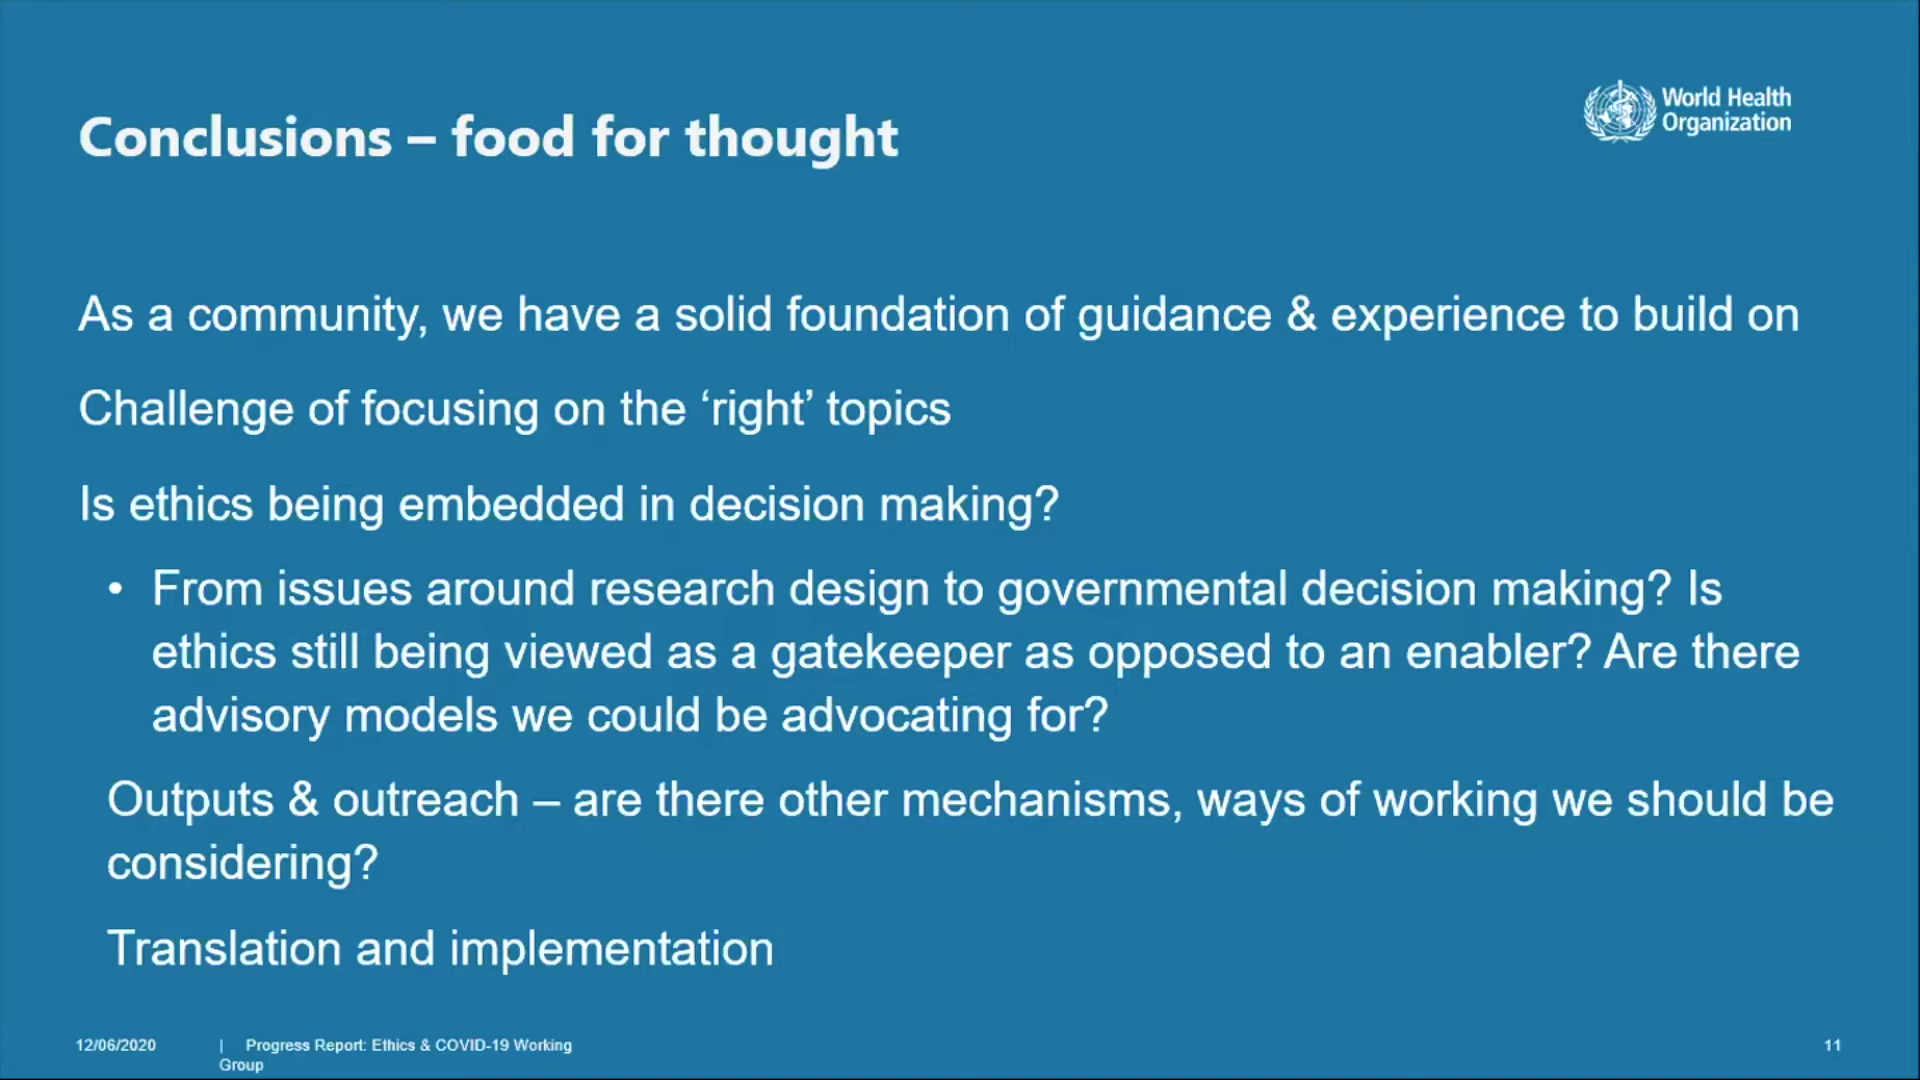 World Health
Organization
Conclusions – food for thought
As a community, we have a solid foundation of guidance & experience to build on
Challenge of focusing on the ‘right’ topics
Is ethics being embedded in decision making?
• From issues around research design to governmental decision making? Is
ethics still being viewed as a gatekeeper as opposed to an enabler? Are there
advisory models we could be advocating for?
Outputs & outreach – are there other mechanisms, ways of working we should be
considering?
Translation and implementation
12/06/2020 | Progress Report: Ethics & COVID-19 Working
Group
11